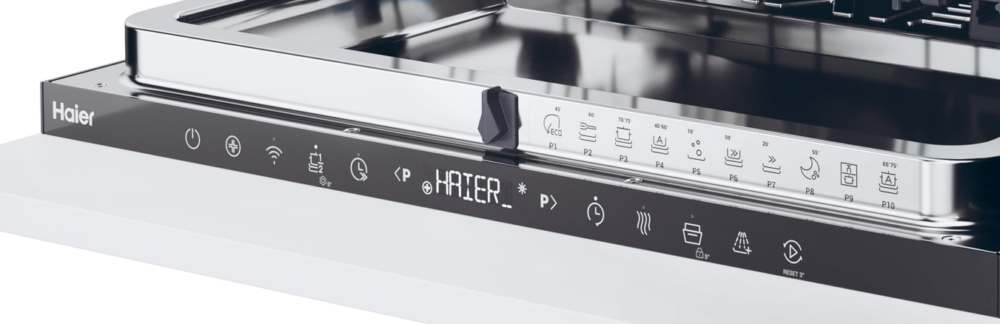 Haier
45'
ECO
P1
60'
P2
70'75'
P3
40'60'
A
P4
10'
P5
59'
P6
20'
P7
55'
P8
P9
65'75'
A
P10
2
5"
<P
HAIER_
*
P>
5"
RESET 3"